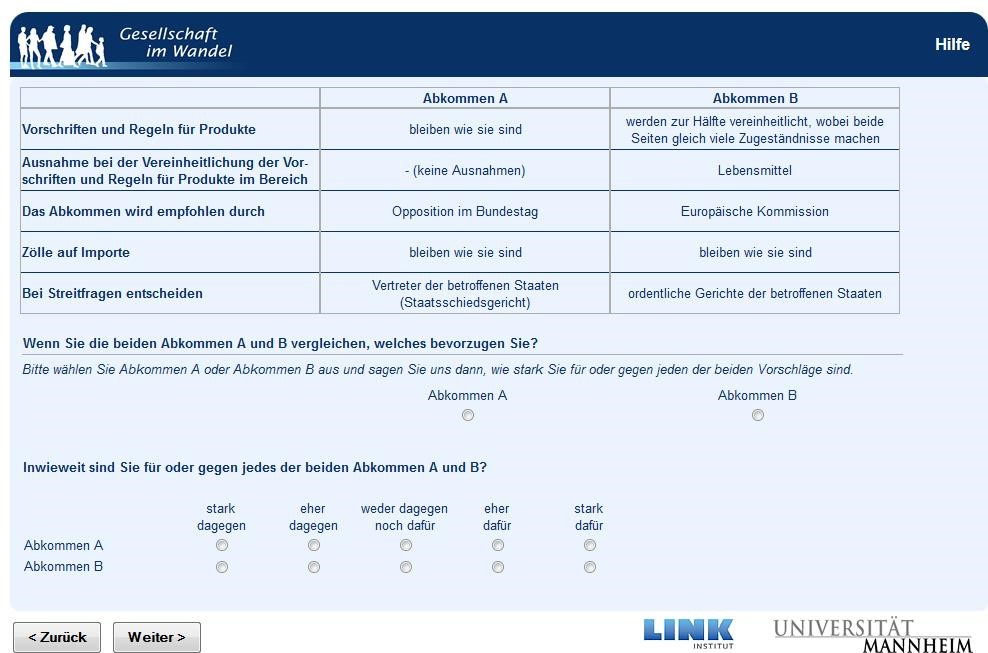 Gesellschaft
im Wandel
Hilfe
Abkommen A Abkommen B
Vorschriften und Regeln für Produkte bleiben wie sie sind werden zur Hälfte vereinheitlicht, wobei beide
Seiten gleich viele Zugeständnisse machen
Ausnahme bei der Vereinheitlichung der Vor-
schriften und Regeln für Produkte im Bereich - (keine Ausnahmen) Lebensmittel
Das Abkommen wird empfohlen durch Opposition im Bundestag Europäische Kommission
Zölle auf Importe bleiben wie sie sind bleiben wie sie sind
Bei Streitfragen entscheiden Vertreter der betroffenen Staaten
(Staatsschiedsgericht) ordentliche Gerichte der betroffenen Staaten
Wenn Sie die beiden Abkommen A und B vergleichen, welches bevorzugen Sie?
Bitte wählen Sie Abkommen A oder Abkommen B aus und sagen Sie uns dann, wie stark Sie für oder gegen jeden der beiden Vorschläge sind.
Abkommen A Abkommen B
Inwieweit sind Sie für oder gegen jedes der beiden Abkommen A und B?
stark eher weder dagegen eher stark
dagegen dagegen noch dafür dafür dafür
Abkommen A
Abkommen B
< Zurück Weiter >
LINK
INSTITUT
UNIVERSITÄT
MANNHEIM